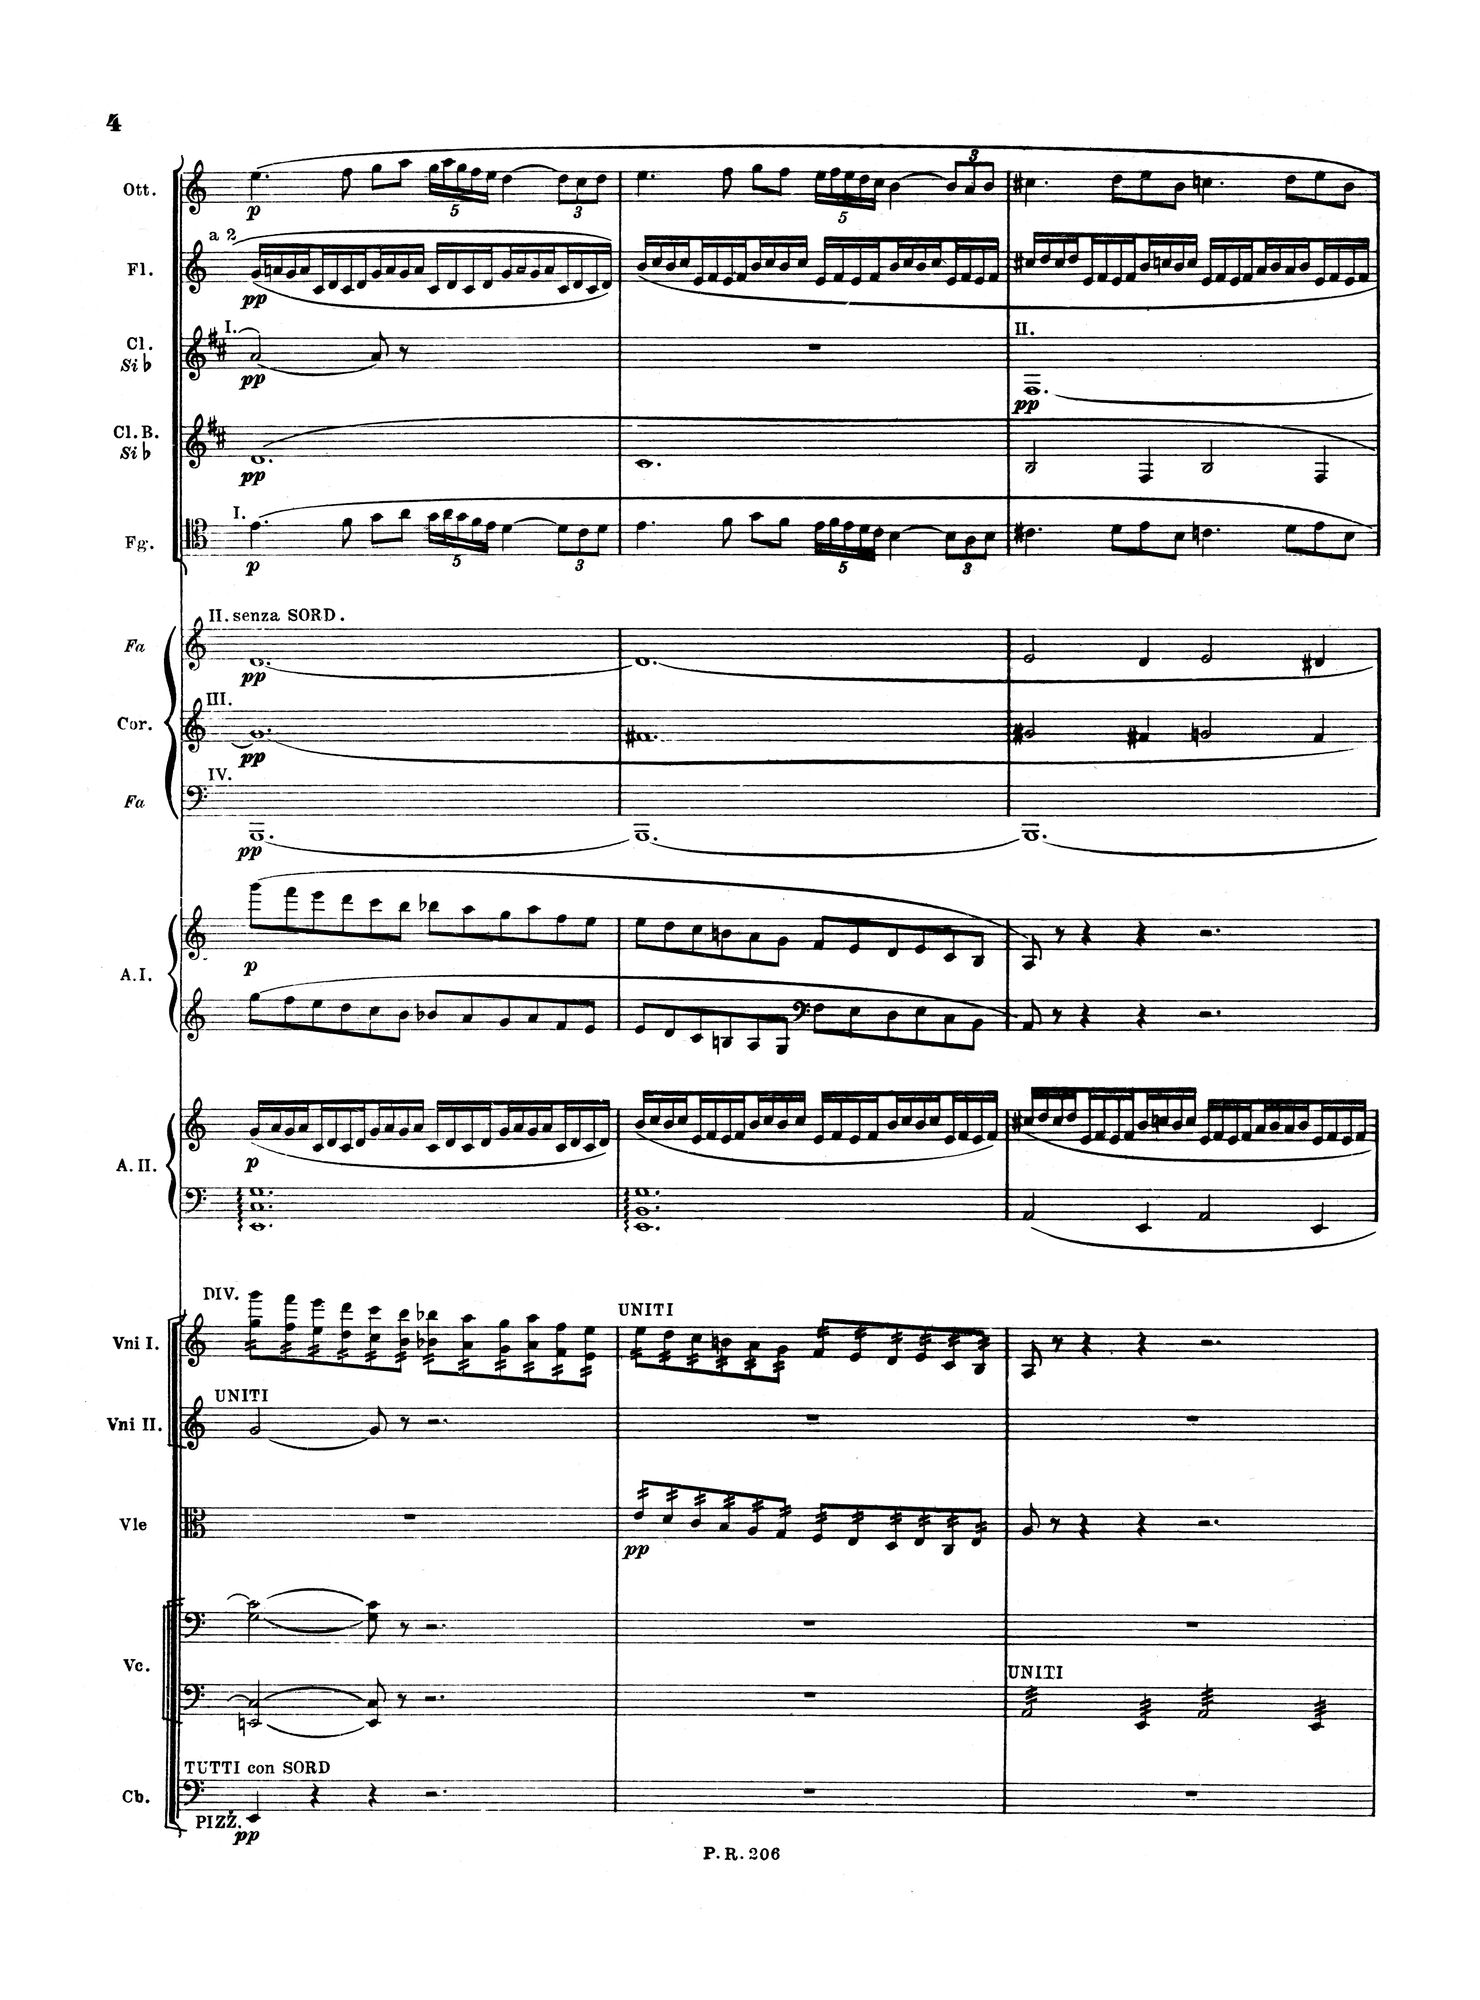 4
Ott.
p
5
3
5
3
a 2
Fl.
pp
Cl.
Si b
I.
pp
II.
pp
Cl. B.
Si b
pp
I.
Fg.
p
5
3
5
3
II. senza SORD.
Fa
pp
III.
Cor.
pp
IV.
Fa
pp
A. I.
p
A. II.
p
DIV.
UNITI
Vni I.
UNITI
Vni II.
Vle
pp
Vc.
UNITI
TUTTI con SORD
Cb.
PIZZ.
pp
P. R. 206